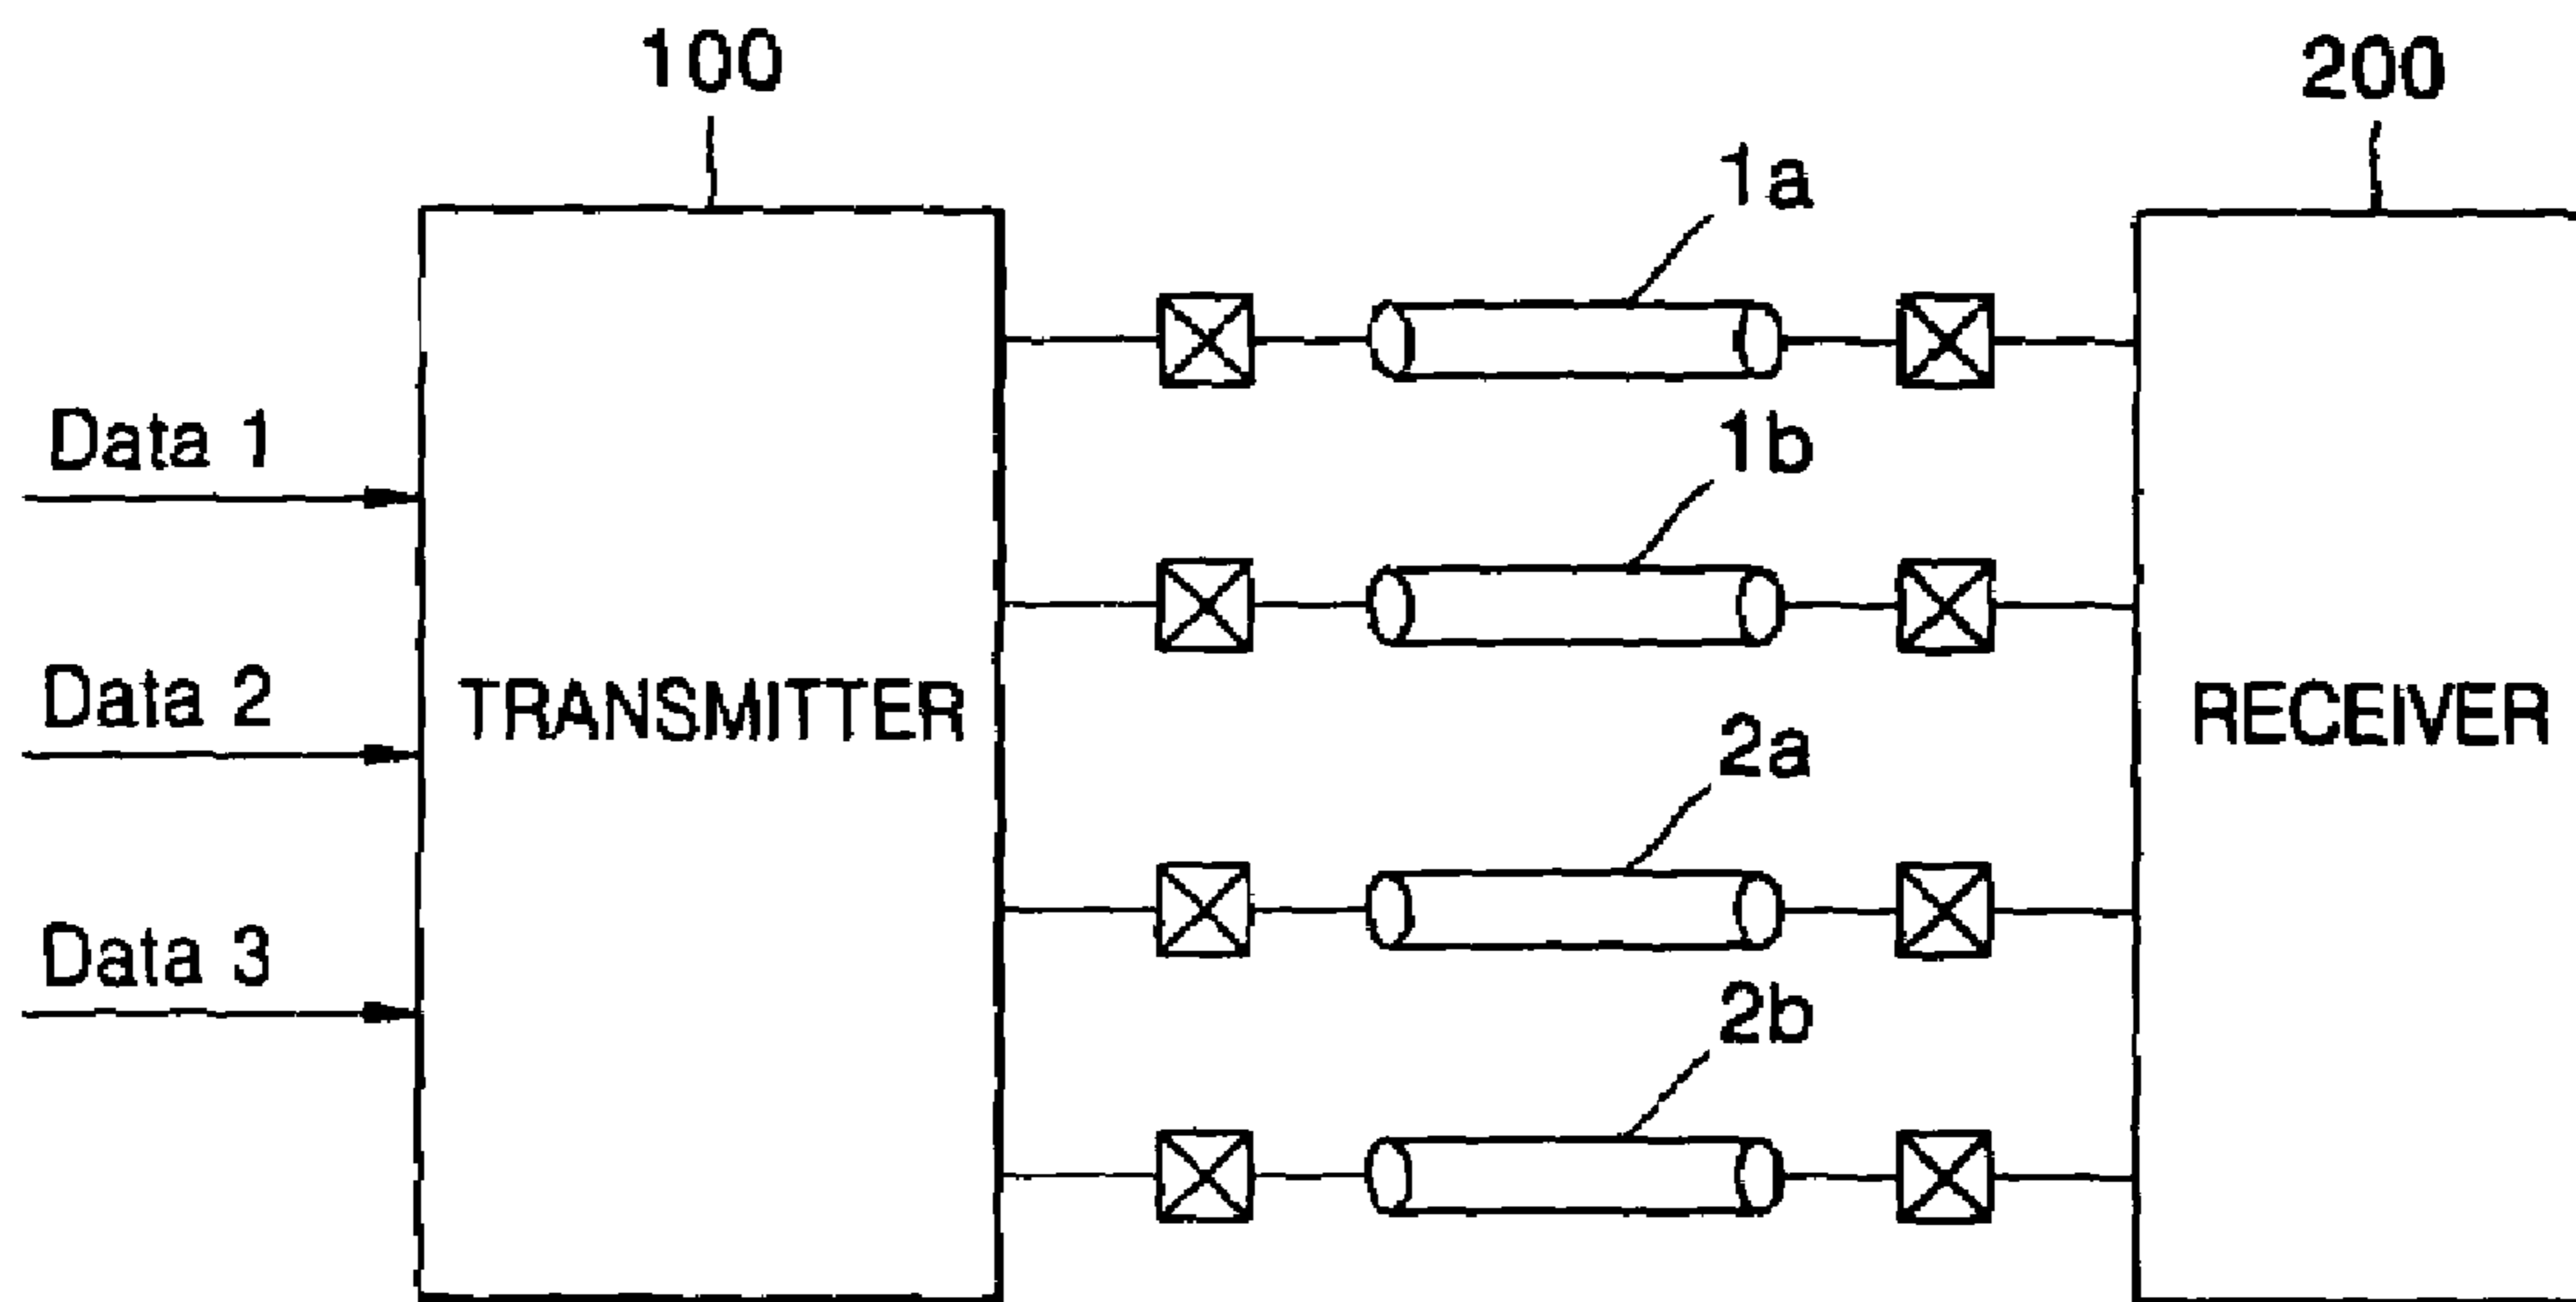 100
200
1a
Data 1
1b
Data 2
TRANSMITTER
RECEIVER
2a
Data 3
2b